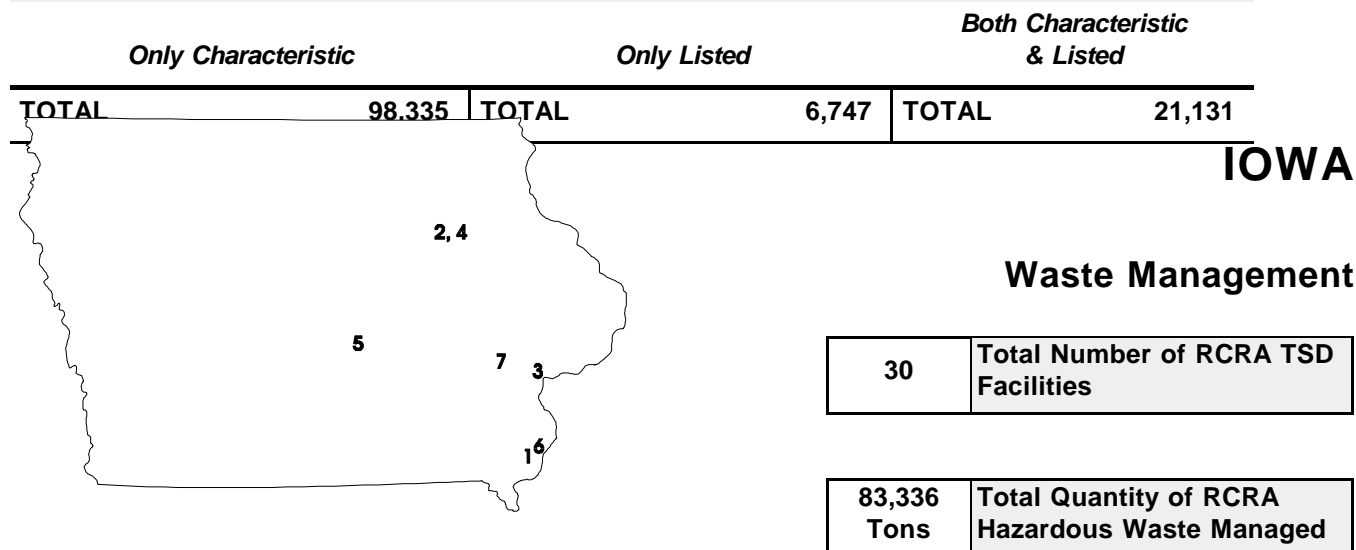 Only Characteristic
Only Listed
Both Characteristic
& Listed
TOTAL 98,335 TOTAL 6,747 TOTAL 21,131
IOWA
Waste Management
2, 4
5
7
3
6
1
30
Total Number of RCRA TSD
Facilities
83,336
Tons
Total Quantity of RCRA
Hazardous Waste Managed